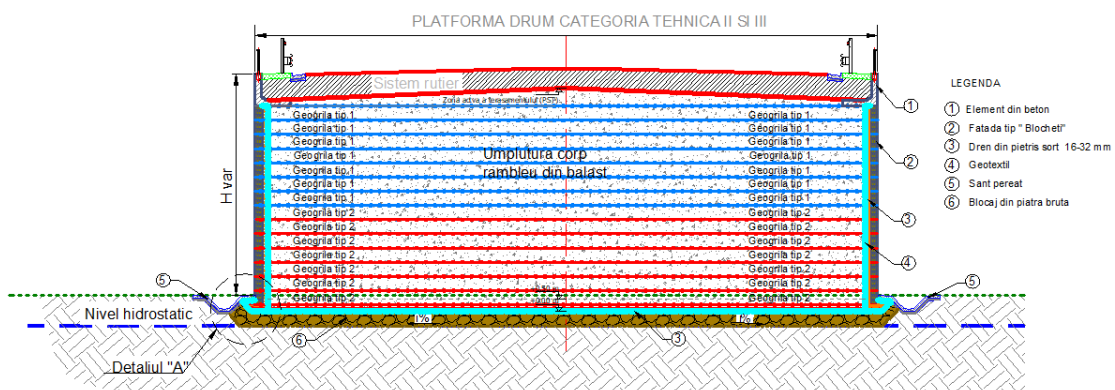 PLATFORMA DRUM CATEGORIA TEHNICA II SI III
Sistem rutier
Zona activa a terasamentului (PST)
H var
Geogrila tip 1
Geogrila tip 1
Geogrila tip 1
Geogrila tip 1
Geogrila tip 1
Geogrila tip 1
Geogrila tip 1
Geogrila tip 2
Geogrila tip 2
Geogrila tip 2
Geogrila tip 2
Geogrila tip 2
Geogrila tip 2
Geogrila tip 2
Umplutura corp
rambleu din balast
Geogrila tip 1
Geogrila tip 1
Geogrila tip 1
Geogrila tip 1
Geogrila tip 1
Geogrila tip 1
Geogrila tip 1
Geogrila tip 2
Geogrila tip 2
Geogrila tip 2
Geogrila tip 2
Geogrila tip 2
Geogrila tip 2
Geogrila tip 2
1
2
3
4
5
5
Nivel hidrostatic
1%
1%
6
3
Detaliul "A"
LEGENDA
1 Element din beton
2 Fatada tip " Blocheti"
3 Dren din pietris sort 16-32 mm
4 Geotextil
5 Sant pereat
6 Blocaj din piatra bruta